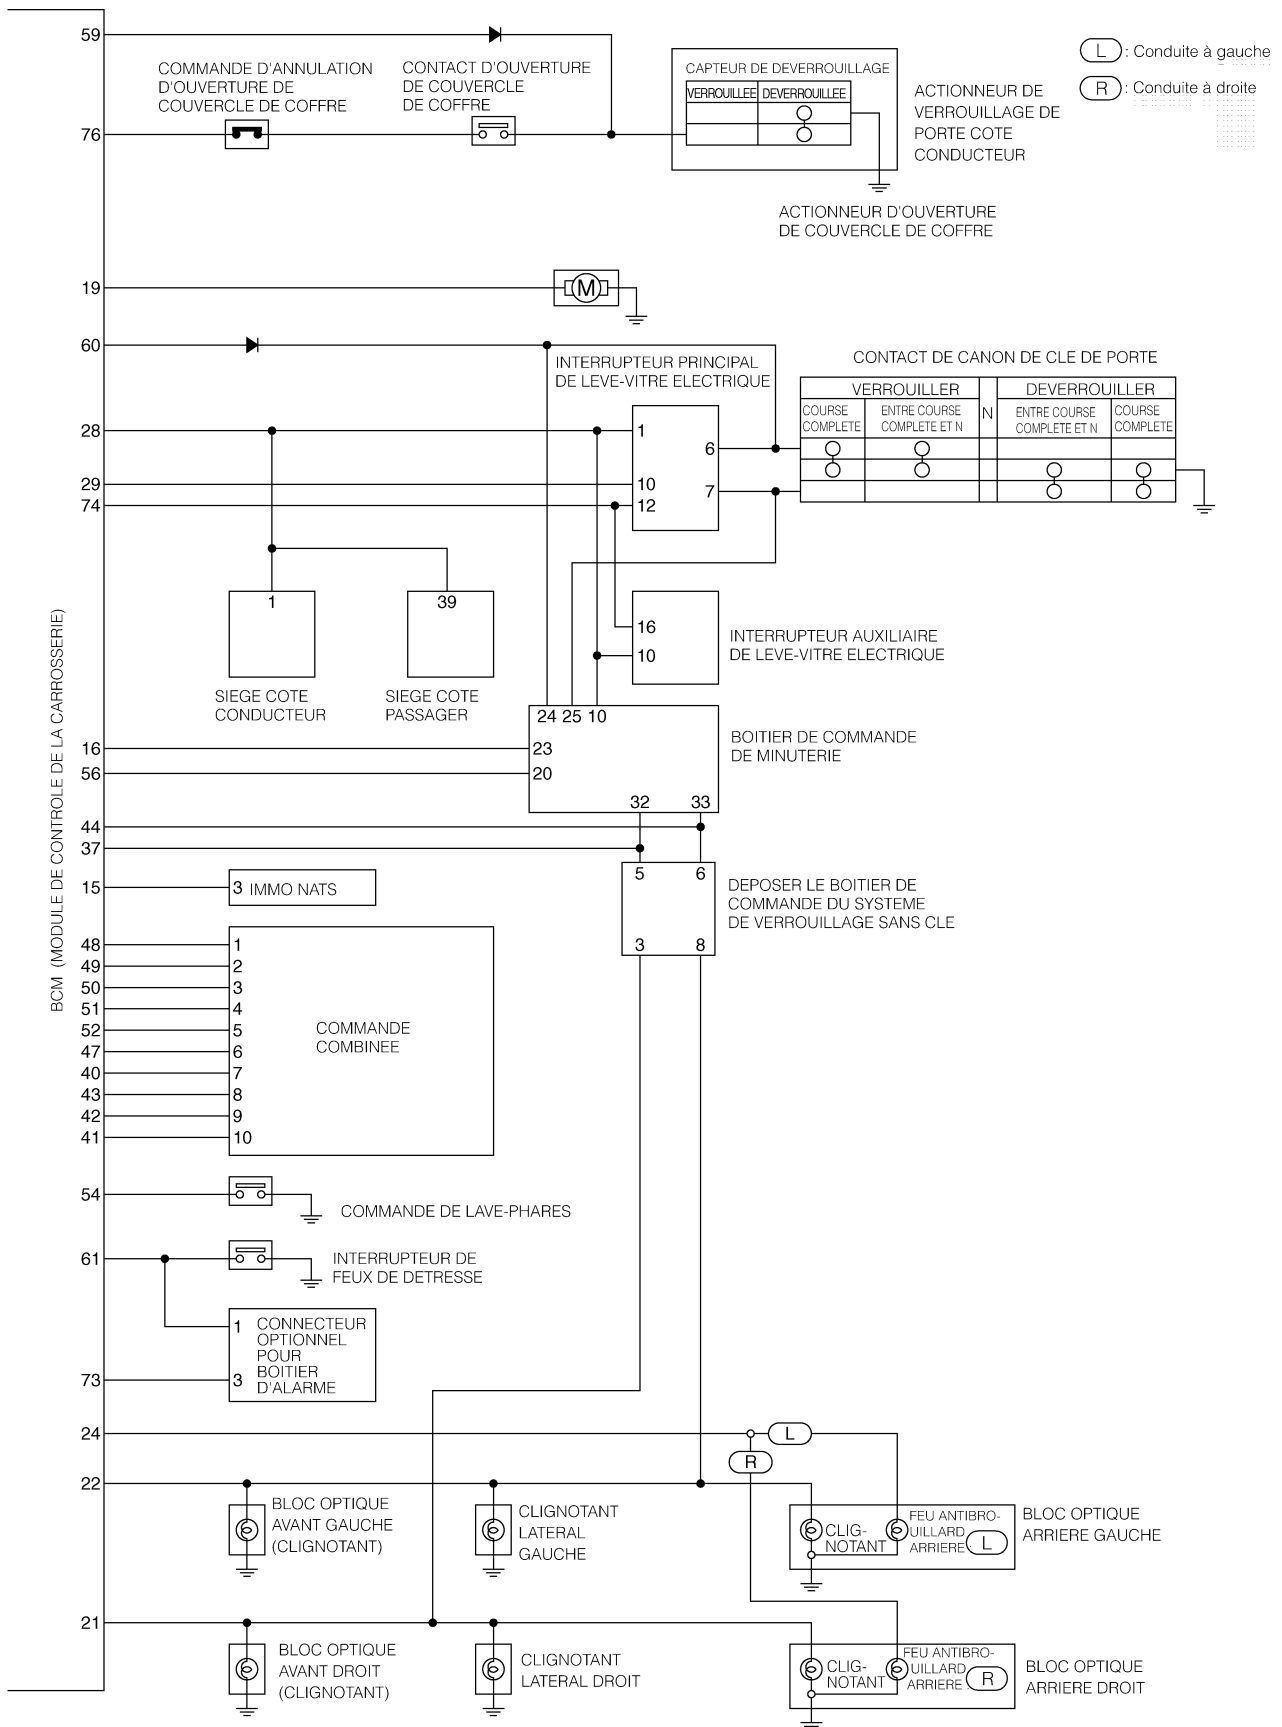 59
COMMANDE D'ANNULATION
D'OUVERTURE DE
COUVERCLE DE COFFRE
CONTACT D'OUVERTURE
DE COUVERCLE
DE COFFRE
76
CAPTEUR DE DEVERROUILLAGE
VERROUILLEE
DEVERROUILLEE
ACTIONNEUR DE
VERROUILLAGE DE
PORTE COTE
CONDUCTEUR
L : Conduite à gauche
R : Conduite à droite
ACTIONNEUR D'OUVERTURE
DE COUVERCLE DE COFFRE
19
M
60
INTERRUPTEUR PRINCIPAL
DE LEVE-VITRE ELECTRIQUE
CONTACT DE CANON DE CLE DE PORTE
VERROUILLER
N
DEVERROUILLER
COURSE
COMPLETE
ENTRE COURSE
COMPLETE ET N
ENTRE COURSE
COMPLETE ET N
COURSE
COMPLETE
28
1
6
29
10
7
74
12
1
39
SIEGE COTE
CONDUCTEUR
SIEGE COTE
PASSAGER
16
10
INTERRUPTEUR AUXILIAIRE
DE LEVE-VITRE ELECTRIQUE
24 25 10
16
23
56
20
32
33
BOITIER DE COMMANDE
DE MINUTERIE
BCM (MODULE DE CONTROLE DE LA CARROSSERIE)
44
37
5
6
3
8
DEPOSER LE BOITIER DE
COMMANDE DU SYSTEME
DE VERROUILLAGE SANS CLE
15
3 IMMO NATS
48
1
49
2
50
3
51
4
52
5
47
6
40
7
43
8
42
9
41
10
COMMANDE
COMBINEE
54
COMMANDE DE LAVE-PHARES
61
INTERRUPTEUR DE
FEUX DE DETRESSE
1
CONNECTEUR
OPTIONNEL
POUR
BOITIER
D'ALARME
73
3
24
L
R
22
BLOC OPTIQUE
AVANT GAUCHE
(CLIGNOTANT)
CLIGNOTANT
LATERAL
GAUCHE
CLIG-
NOTANT
FEU ANTIBRO-
UILLARD
ARRIERE
L
BLOC OPTIQUE
ARRIERE GAUCHE
21
BLOC OPTIQUE
AVANT DROIT
(CLIGNOTANT)
CLIGNOTANT
LATERAL DROIT
CLIG-
NOTANT
FEU ANTIBRO-
UILLARD
ARRIERE
R
BLOC OPTIQUE
ARRIERE DROIT